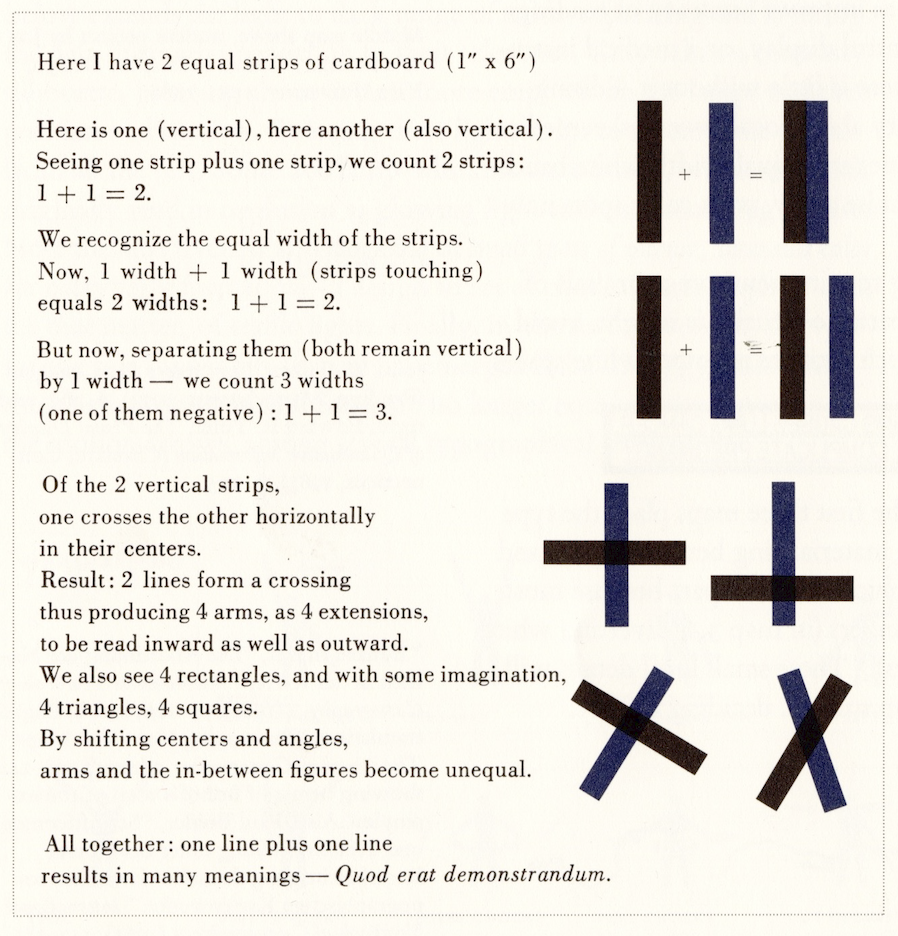 Here I have 2 equal strips of cardboard (1″ x 6″)
Here is one (vertical), here another (also vertical).
Seeing one strip plus one strip, we count 2 strips:
1 + 1 = 2.
We recognize the equal width of the strips.
Now, 1 width + 1 width (strips touching)
equals 2 widths: 1 + 1 = 2.
But now, separating them (both remain vertical)
by 1 width — we count 3 widths
(one of them negative) : 1 + 1 = 3.
+ =
+ =
Of the 2 vertical strips,
one crosses the other horizontally
in their centers.
Result: 2 lines form a crossing
thus producing 4 arms, as 4 extensions,
to be read inward as well as outward.
We also see 4 rectangles, and with some imagination,
4 triangles, 4 squares.
By shifting centers and angles,
arms and the in-between figures become unequal.
All together: one line plus one line
results in many meanings — Quod erat demonstrandum.